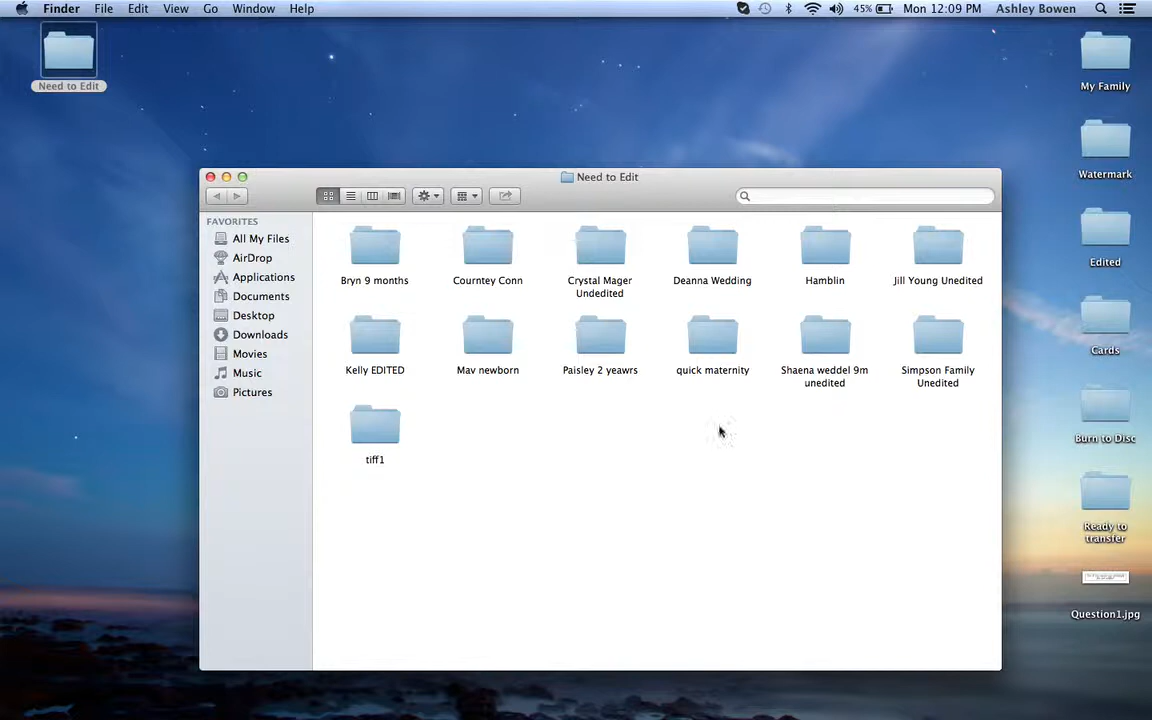 Finder File Edit View Go Window Help
45% Mon 12:09 PM Ashley Bowen
Need to Edit
My Family
Watermark
Edited
Cards
Burn to Disc
Ready to
transfer
Question1.jpg
Need to Edit
FAVORITES
All My Files
AirDrop
Applications
Documents
Desktop
Downloads
Movies
Music
Pictures
Bryn 9 months
Courntey Conn
Crystal Mager
Undedited
Deanna Wedding
Hamblin
Jill Young Unedited
Kelly EDITED
Mav newborn
Paisley 2 yeawrs
quick maternity
Shaena weddel 9m
unedited
Simpson Family
Unedited
tiff1